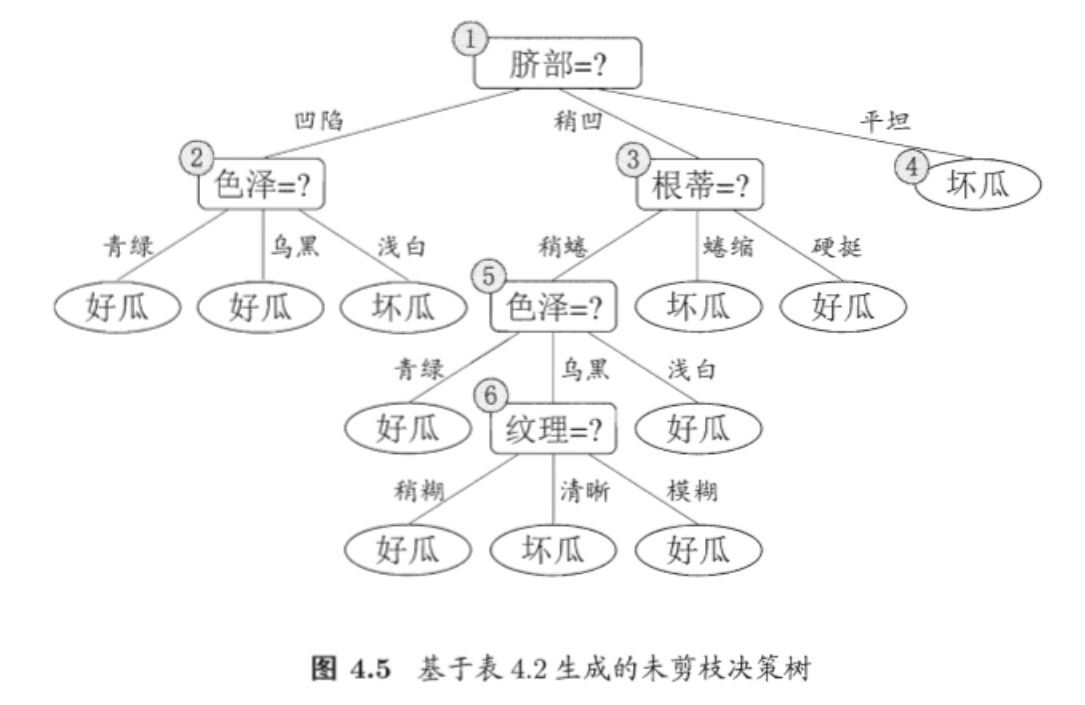 ①
脐部=?
凹陷 稍凹 平坦
② ③ ④
色泽=? 根蒂=? 坏瓜
青绿 乌黑 浅白 稍蜷 蜷缩 硬挺
⑤
好瓜 好瓜 坏瓜 色泽=? 坏瓜 好瓜
青绿 乌黑 浅白
⑥
好瓜 纹理=? 好瓜
稍糊 清晰 模糊
好瓜 坏瓜 好瓜
图 4.5 基于表 4.2 生成的未剪枝决策树